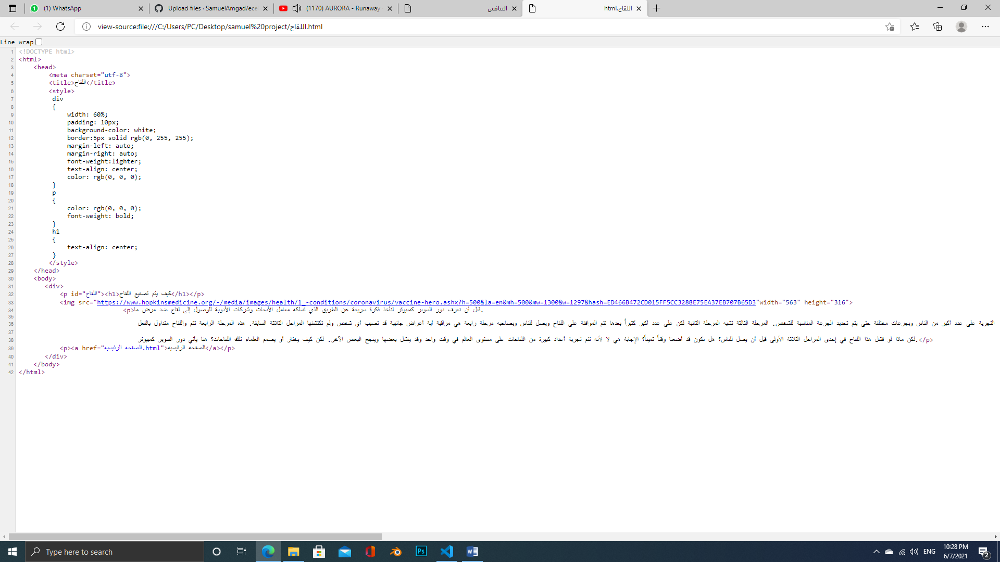 (1) WhatsApp
Upload files · SamuelAmgad/ece
(1170) AURORA - Runaway
التنافس
اللقاح.html
view-source:file:///C:/Users/PC/Desktop/samuel%20project/اللقاح.html
Line wrap
1 <!DOCTYPE html>
2 <html>
3 <head>
4 <meta charset="utf-8">
5 <title>اللقاح</title>
6 <style>
7 div
8 {
9 width: 60%;
10 padding: 10px;
11 background-color: white;
12 border:5px solid rgb(0, 255, 255);
13 margin-left: auto;
14 margin-right: auto;
15 font-weight:lighter;
16 text-align: center;
17 color: rgb(0, 0, 0);
18 }
19 p
20 {
21 color: rgb(0, 0, 0);
22 font-weight: bold;
23 }
24 h1
25 {
26 text-align: center;
27 }
28 </style>
29 </head>
30 <body>
31 <div>
32 <p id="اللقاح"><h1>كيف يتم تصنيع اللقاح</h1></p>
33 <img src="https://www.hopkinsmedicine.org/-/media/images/health/1_-conditions/coronavirus/vaccine-hero.ashx?h=500&la=en&mh=500&mw=1300&w=1297&hash=ED466B472CD015FF5CC3288E75EA37EB707B65D3"width="563" height="316">
34 <p>قبل أن نعرف دور السوبر كمبيوتر لنأخذ فكرة سريعة عن الطريق الذي تسلكه معامل الأبحاث وشركات الأدوية للوصول إلى لقاح ضد مرض ما.
35
36 التجربة على عدد أكبر من الناس وبجرعات مختلفة حتى يتم تحديد الجرعة المناسبة للشخص. المرحلة الثالثة تشبه المرحلة الثانية لكن على عدد أكبر كثيراً بعدها تتم الموافقة على اللقاح ويصل للناس ويصاحبه مرحلة رابعة هي مراقبة أية أعراض جانبية قد تصيب أي شخص ولم تكتشفها المراحل الثلاثة السابقة. هذه المرحلة الرابعة تتم واللقاح متداول بالفعل
37
38 لكن ماذا لو فشل هذا اللقاح في إحدى المراحل الثلاثة الأولى قبل أن يصل للناس؟ هل نكون قد أضعنا وقتاً ثميناً؟ الإجابة هي لا لأنه تتم تجربة أعداد كبيرة من اللقاحات على مستوى العالم في وقت واحد وقد يفشل بعضها وينجح البعض الآخر. لكن كيف يختار أو يصمم العلماء تلك اللقاحات؟ هنا يأتي دور السوبر كمبيوتر.</p>
39 <p><a href="الصفحه الرئيسيه.html">الصفحه الرئيسيه</a></p>
40 </div>
41 </body>
42 </html>
Type here to search
Ps
ENG
10:28 PM
6/7/2021
2